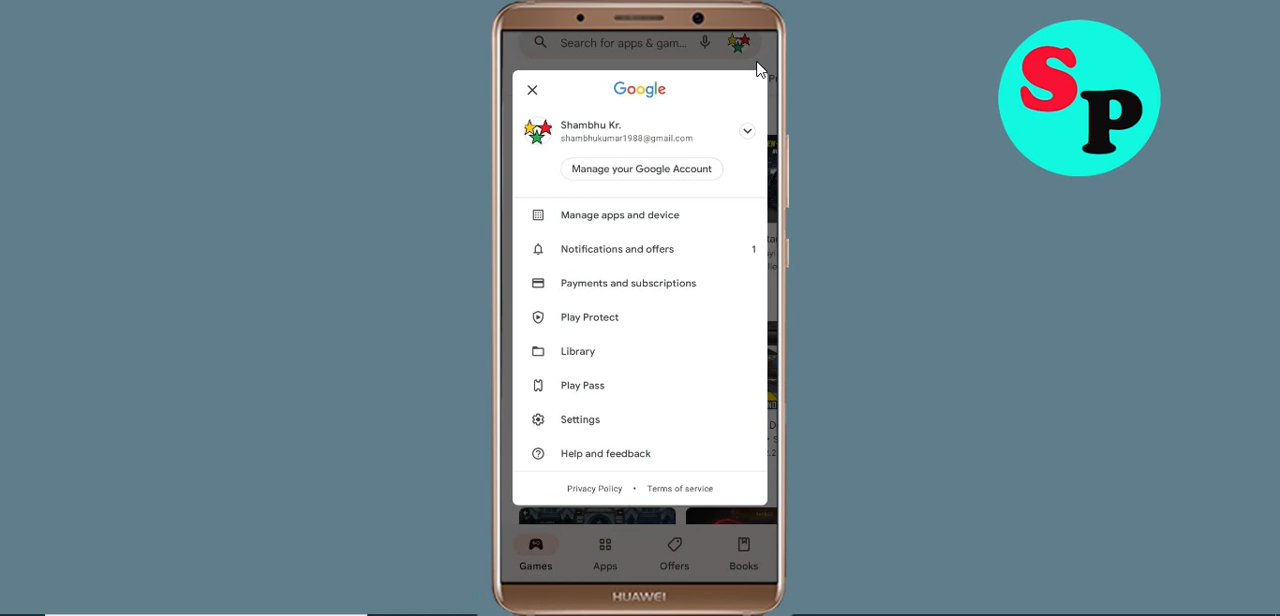 Search for apps & gam...
Google
Shambhu Kr.
shambhukumar1988@gmail.com
Manage your Google Account
Manage apps and device
Notifications and offers 1
Payments and subscriptions
Play Protect
Library
Play Pass
Settings
Help and feedback
Privacy Policy • Terms of service
Games Apps Offers Books
HUAWEI
SP